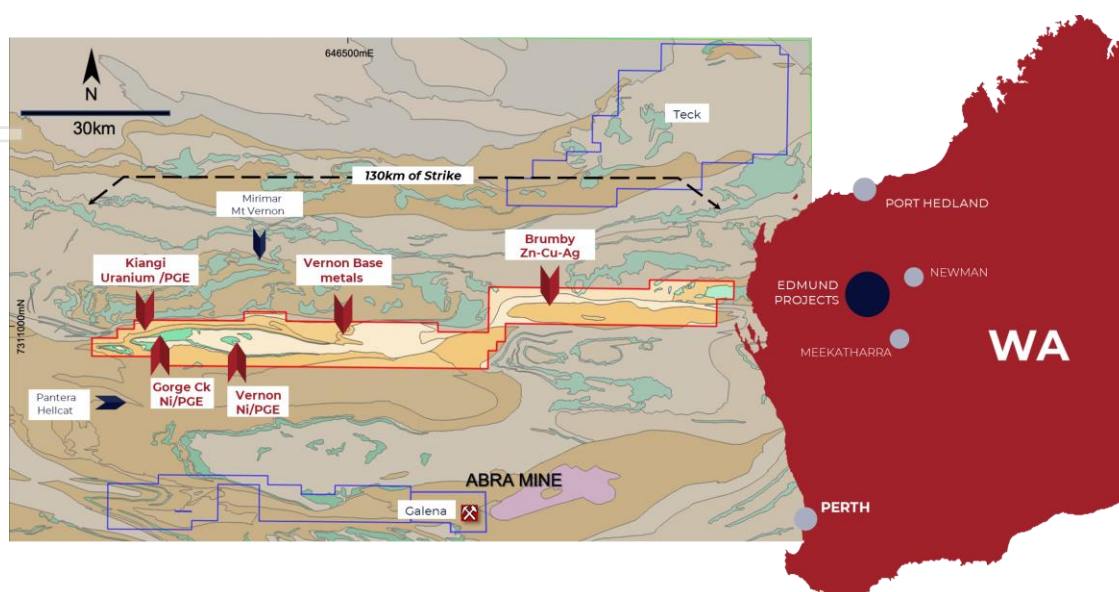 646500mE
N
30km
Teck
130km of Strike
Mirimar
Mt Vernon
Kiangi
Uranium /PGE
Vernon Base
metals
Brumby
Zn-Cu-Ag
7311000mN
Gorge Ck
Ni/PGE
Vernon
Ni/PGE
Pantera
Hellcat
ABRA MINE
Galena
PORT HEDLAND
NEWMAN
EDMUND
PROJECTS
MEEKATHARRA
WA
PERTH